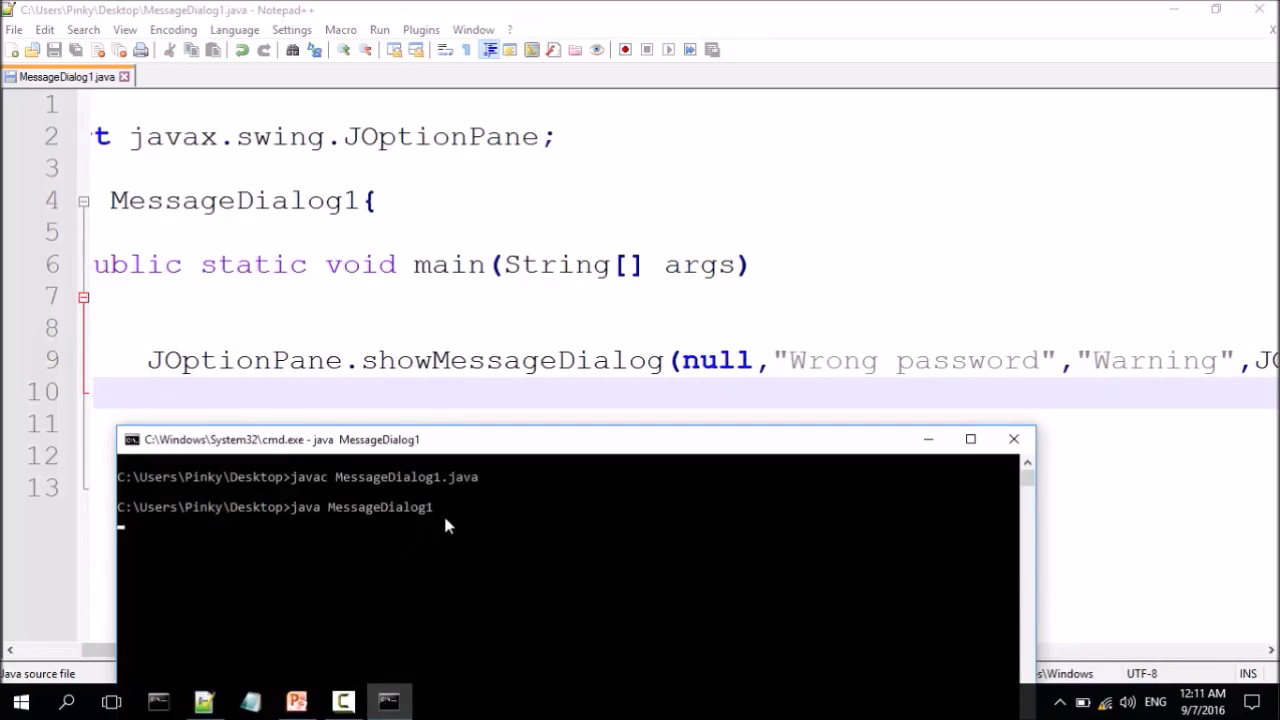 C:\Users\Pinky\Desktop\MessageDialog1.java - Notepad++
File Edit Search View Encoding Language Settings Macro Run Plugins Window ?
X
MessageDialog1.java
1
2 t javax.swing.JOptionPane;
3
4 MessageDialog1{
5
6 ublic static void main(String[] args)
7
8
9 JOptionPane.showMessageDialog(null,"Wrong password","Warning",JO
10
11
12
13
C:\Windows\System32\cmd.exe - java MessageDialog1
C:\Users\Pinky\Desktop>javac MessageDialog1.java
C:\Users\Pinky\Desktop>java MessageDialog1
Java source file
s\Windows UTF-8 INS
ENG
12:11 AM
9/7/2016